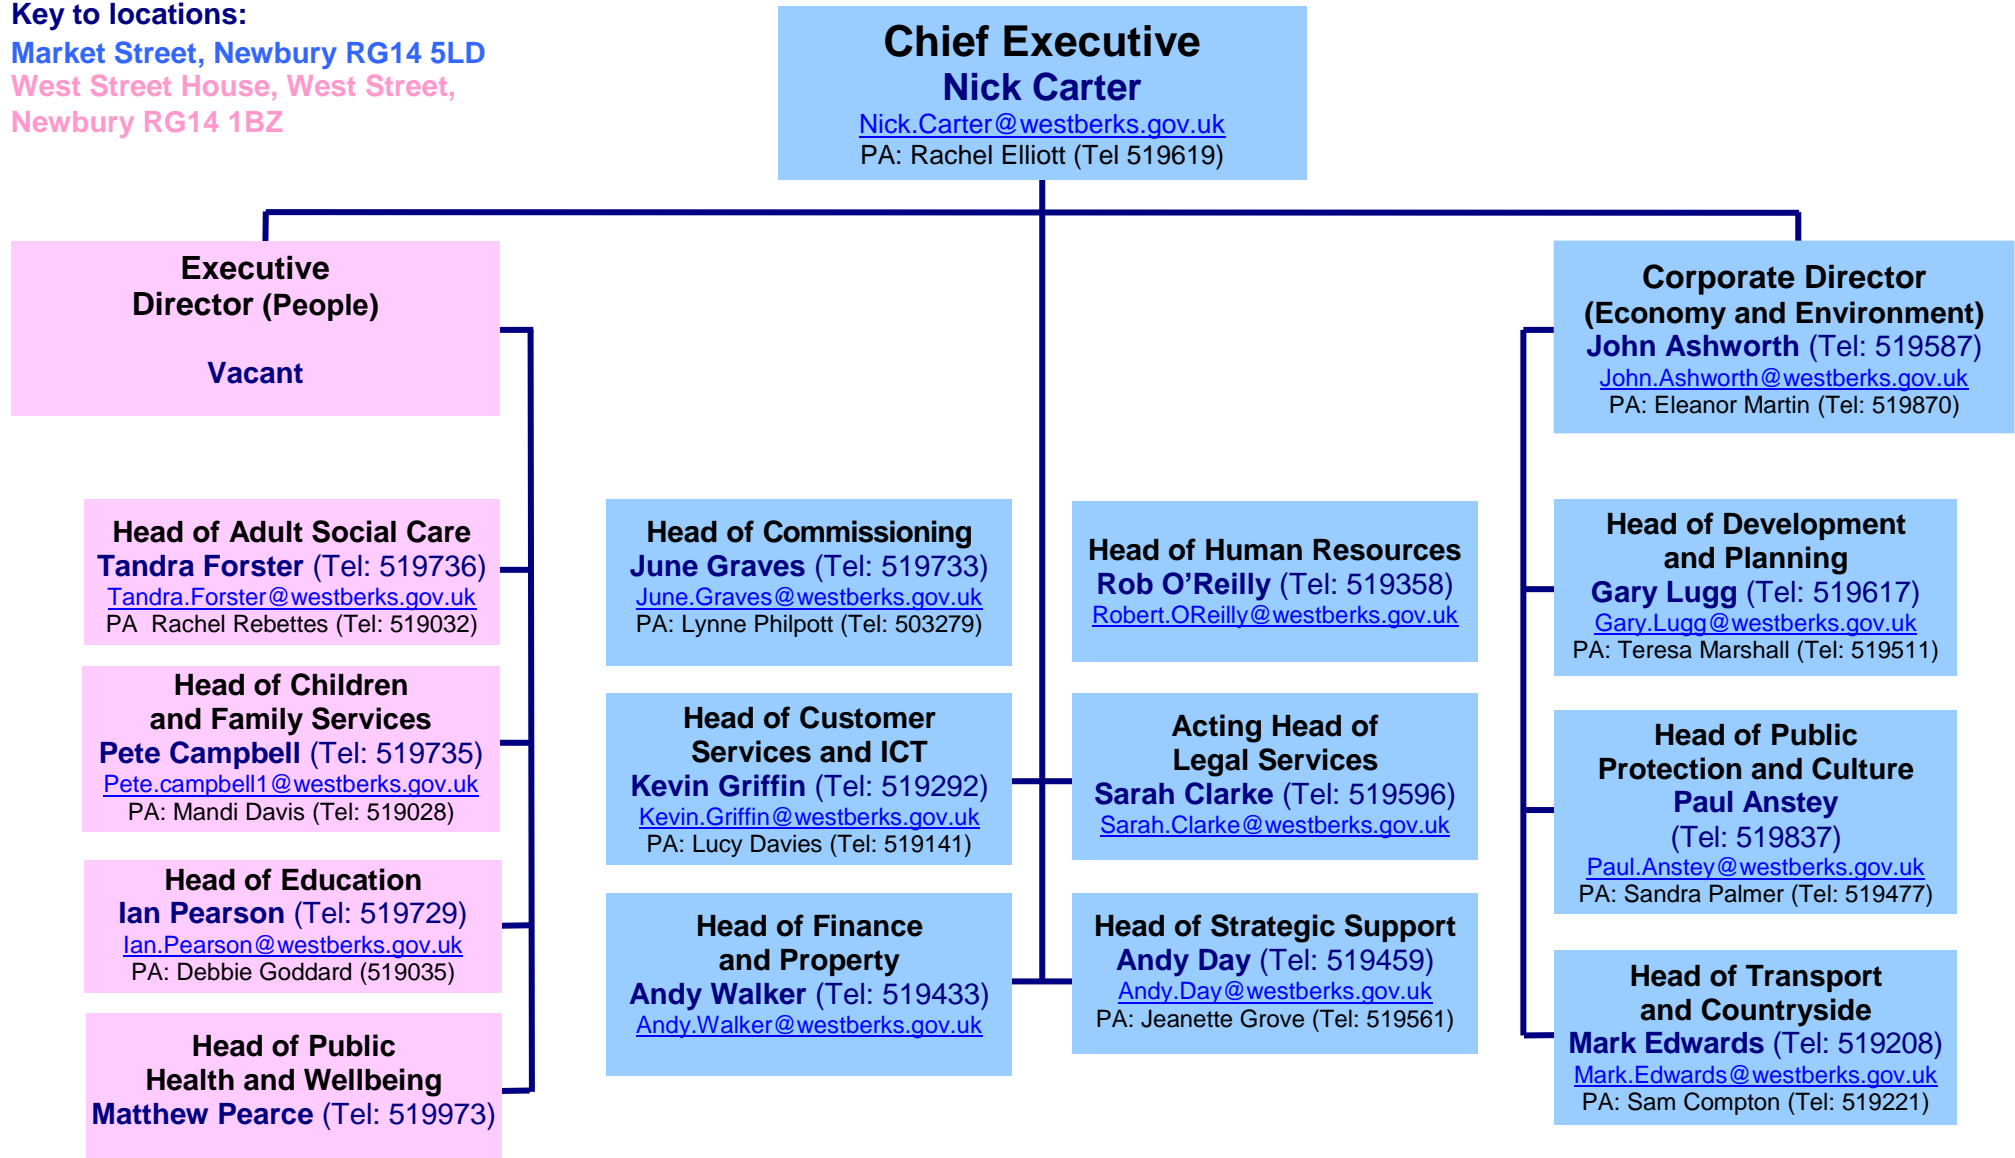 Key to locations:
Market Street, Newbury RG14 5LD
West Street House, West Street,
Newbury RG14 1BZ
Chief Executive
Nick Carter
Nick.Carter@westberks.gov.uk
PA: Rachel Elliott (Tel 519619)
Executive
Director (People)
Vacant
Corporate Director
(Economy and Environment)
John Ashworth (Tel: 519587)
John.Ashworth@westberks.gov.uk
PA: Eleanor Martin (Tel: 519870)
Head of Adult Social Care
Tandra Forster (Tel: 519736)
Tandra.Forster@westberks.gov.uk
PA  Rachel Rebettes (Tel: 519032)
Head of Children
and Family Services
Pete Campbell (Tel: 519735)
Pete.campbell1@westberks.gov.uk
PA: Mandi Davis (Tel: 519028)
Head of Education
Ian Pearson (Tel: 519729)
Ian.Pearson@westberks.gov.uk
PA: Debbie Goddard (519035)
Head of Public
Health and Wellbeing
Matthew Pearce (Tel: 519973)
Head of Commissioning
June Graves (Tel: 519733)
June.Graves@westberks.gov.uk
PA: Lynne Philpott (Tel: 503279)
Head of Customer
Services and ICT
Kevin Griffin (Tel: 519292)
Kevin.Griffin@westberks.gov.uk
PA: Lucy Davies (Tel: 519141)
Head of Finance
and Property
Andy Walker (Tel: 519433)
Andy.Walker@westberks.gov.uk
Head of Human Resources
Rob O’Reilly (Tel: 519358)
Robert.OReilly@westberks.gov.uk
Acting Head of
Legal Services
Sarah Clarke (Tel: 519596)
Sarah.Clarke@westberks.gov.uk
Head of Strategic Support
Andy Day (Tel: 519459)
Andy.Day@westberks.gov.uk
PA: Jeanette Grove (Tel: 519561)
Head of Development
and Planning
Gary Lugg (Tel: 519617)
Gary.Lugg@westberks.gov.uk
PA: Teresa Marshall (Tel: 519511)
Head of Public
Protection and Culture
Paul Anstey
(Tel: 519837)
Paul.Anstey@westberks.gov.uk
PA: Sandra Palmer (Tel: 519477)
Head of Transport
and Countryside
Mark Edwards (Tel: 519208)
Mark.Edwards@westberks.gov.uk
PA: Sam Compton (Tel: 519221)